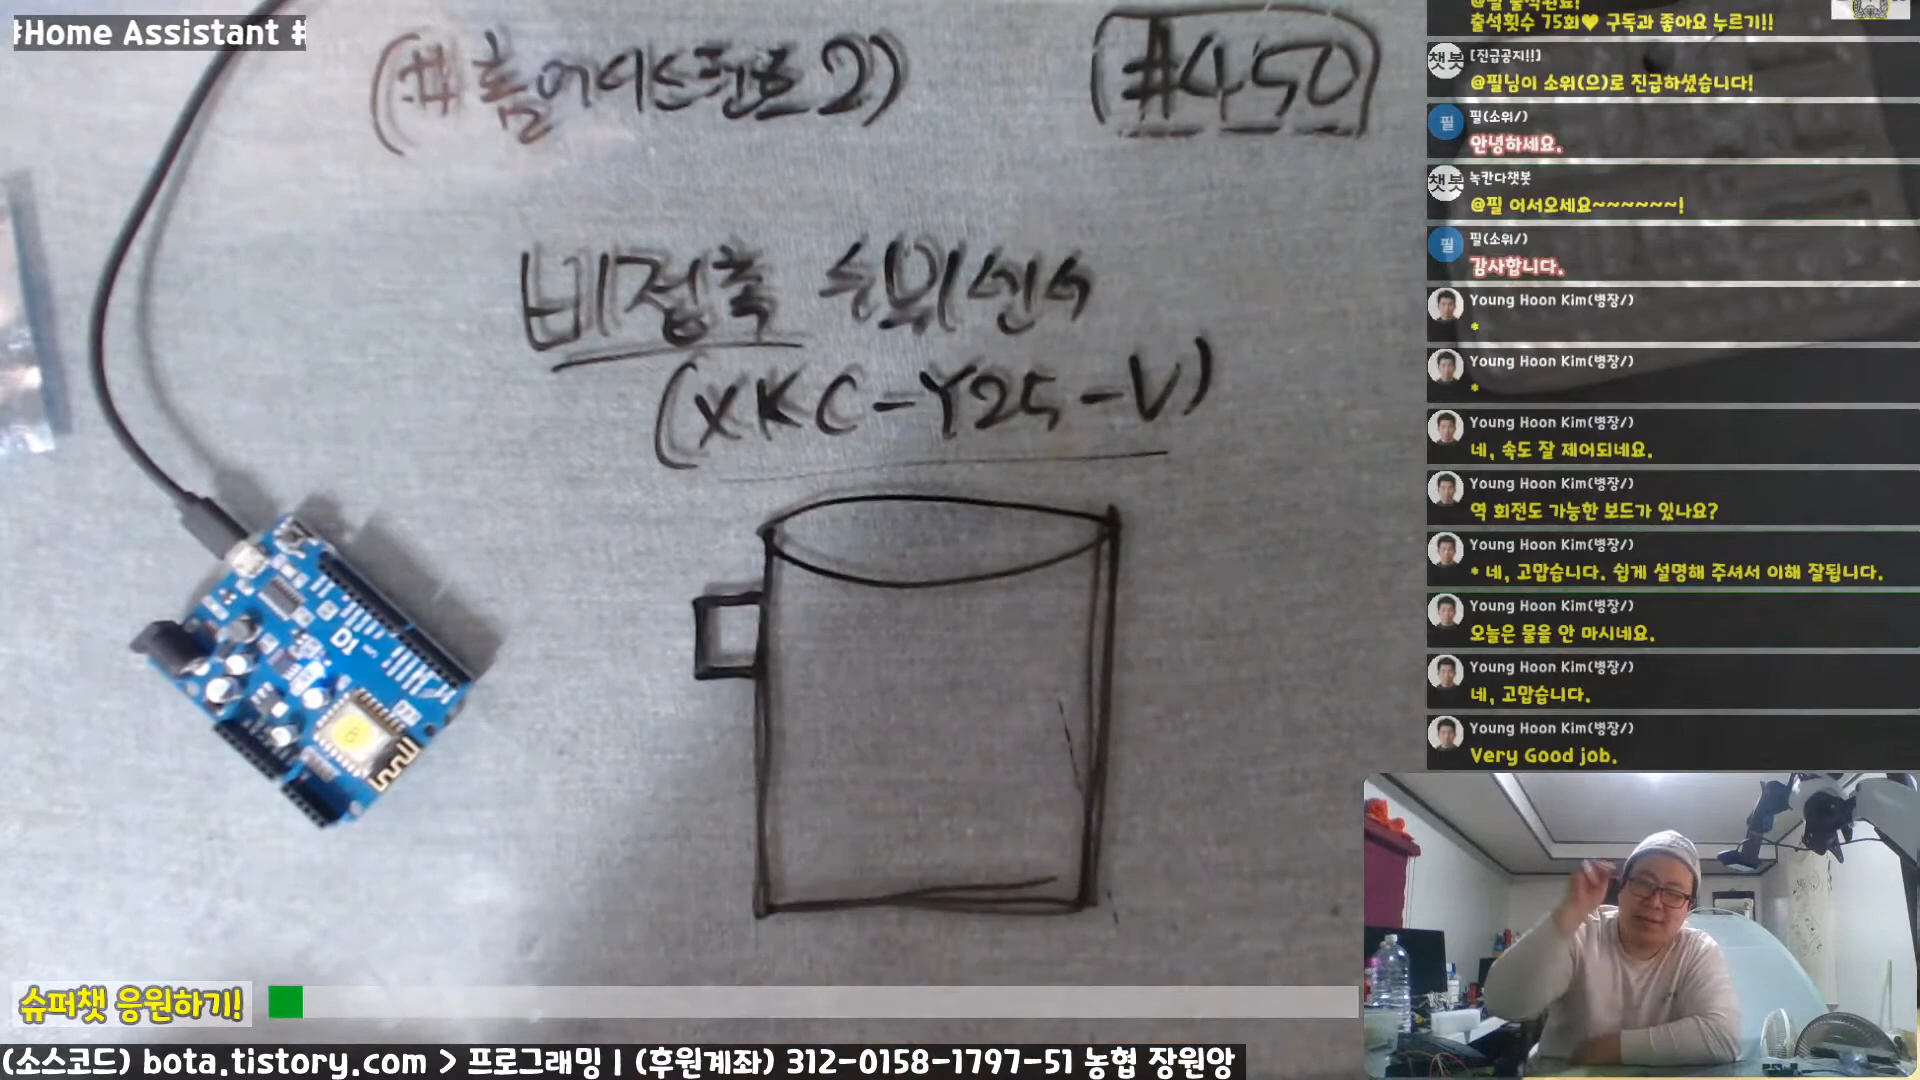 #Home Assistant #
(#홈어시스턴트2)
#450
비접촉 수위센서
(XKC-Y25-V)
D1
출석횟수 75회♥ 구독과 좋아요 누르기!!
챗봇
[진급공지!!]
@필님이 소위(으)로 진급하셨습니다!
필
필(소위/)
안녕하세요.
챗봇
녹칸다챗봇
@필 어서오세요~~~~~~!
필
필(소위/)
감사합니다.
Young Hoon Kim(병장/)
*
Young Hoon Kim(병장/)
*
Young Hoon Kim(병장/)
네, 속도 잘 제어되네요.
Young Hoon Kim(병장/)
역 회전도 가능한 보드가 있나요?
Young Hoon Kim(병장/)
* 네, 고맙습니다. 쉽게 설명해 주셔서 이해 잘됩니다.
Young Hoon Kim(병장/)
오늘은 물을 안 마시네요.
Young Hoon Kim(병장/)
네, 고맙습니다.
Young Hoon Kim(병장/)
Very Good job.
슈퍼챗 응원하기!
(소스코드) bota.tistory.com > 프로그래밍 | (후원계좌) 312-0158-1797-51 농협 장원앙